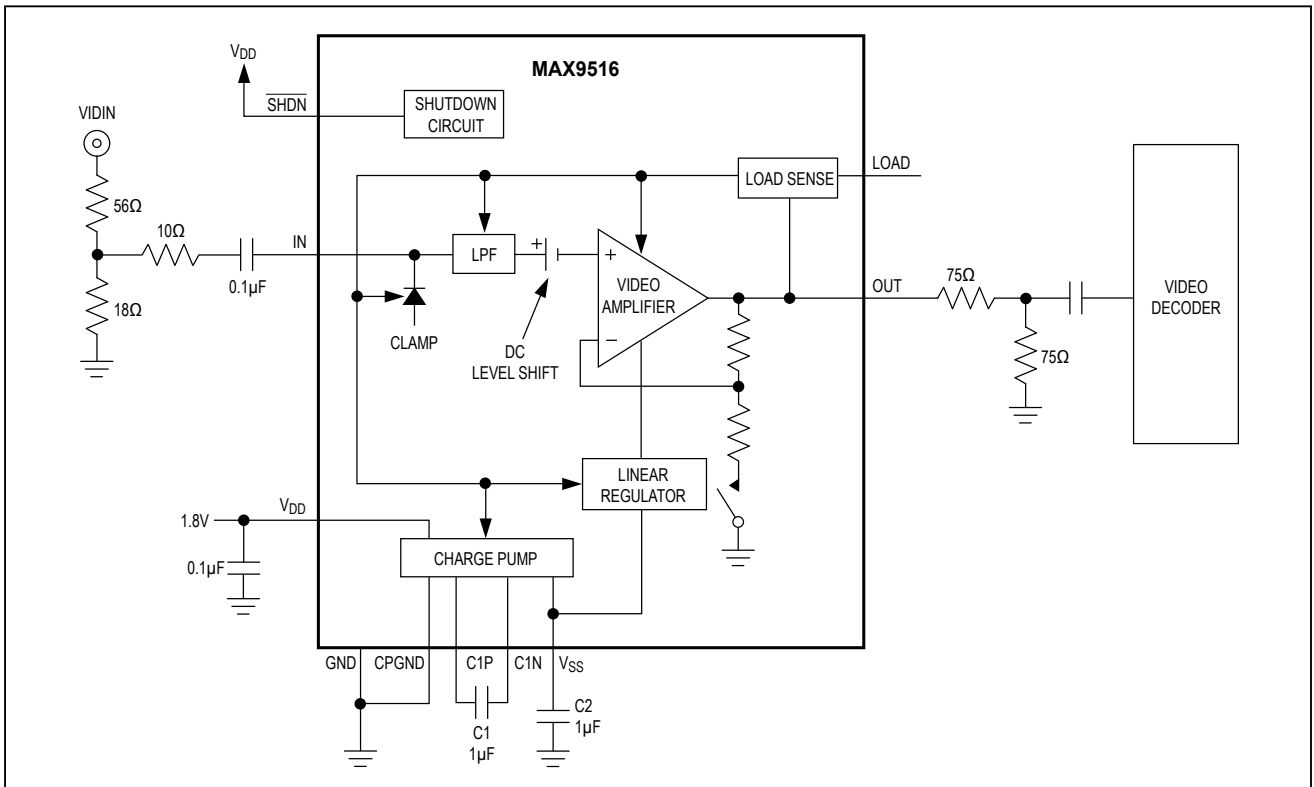 MAX9516
VDD
SHDN
SHUTDOWN
CIRCUIT
VIDIN
56Ω
10Ω
0.1µF
18Ω
IN
LPF
+
+
−
VIDEO
AMPLIFIER
CLAMP
DC
LEVEL SHIFT
LOAD SENSE
LOAD
OUT
75Ω
75Ω
VIDEO
DECODER
LINEAR
REGULATOR
1.8V
VDD
0.1µF
CHARGE PUMP
GND
CPGND
C1P
C1N
VSS
C1
1µF
C2
1µF